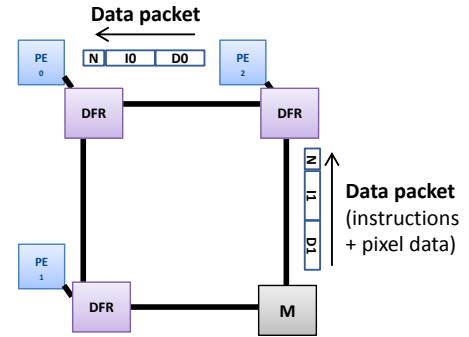 Data packet
PE
0
N I0 D0
PE
2
DFR
DFR
N I1 D1
Data packet
(instructions
+ pixel data)
PE
1
DFR
M